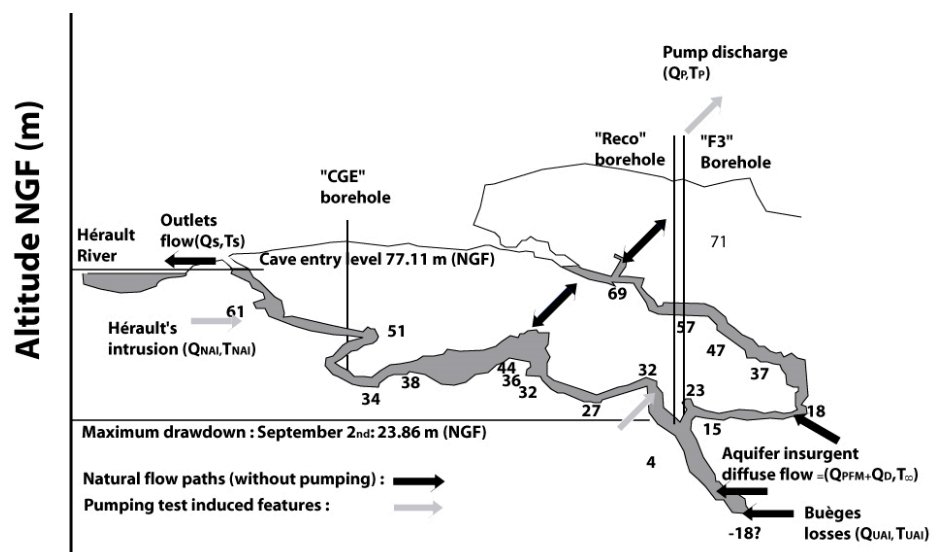 Altitude NGF (m)
Pump discharge
(QP,TP)
"Reco"
borehole
"F3"
Borehole
"CGE"
borehole
Outlets
flow(Qs,Ts)
Hérault
River
Cave entry level 77.11 m (NGF)
71
69
61
Hérault's
intrusion (QNAI,TNAI)
51
57
47
37
44
38
36
32
34
32
27
23
18
15
Maximum drawdown : September 2nd: 23.86 m (NGF)
4
Aquifer insurgent
diffuse flow =(QPFM+QD,T∞)
Natural flow paths (without pumping) :
Pumping test induced features :
Buèges
losses (QUAI, TUAI)
-18?